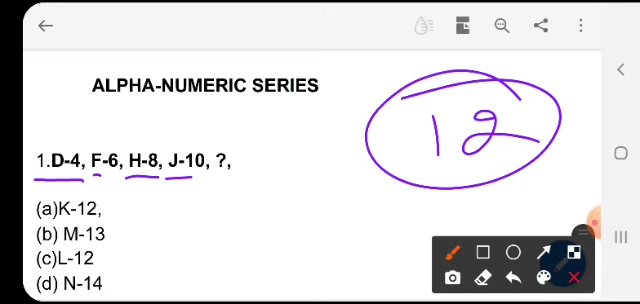 ALPHA-NUMERIC SERIES
12
1.D-4, F-6, H-8, J-10, ?,
(a)K-12,
(b) M-13
(c)L-12
(d) N-14